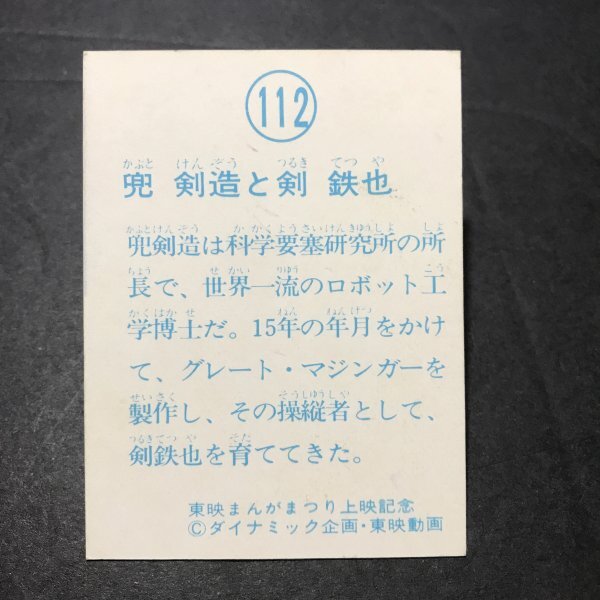 112
かぶと けんぞう つるぎ てつや
兜 剣造と剣 鉄也
かぶとけんぞう かがくようさいけんきゅうしょ しょ
兜剣造は科学要塞研究所の所
ちょう せかい りゆう こう
長で、世界一流のロボット工
がくはかせ ねん ねんげつ
学博士だ。15年の年月をかけ
て、グレート・マジンガーを
せいさく そうしゅうしゃ
製作し、その操縦者として、
つるぎてつや そだ
剣鉄也を育ててきた。
東映まんがまつり上映記念
©ダイナミック企画・東映動画